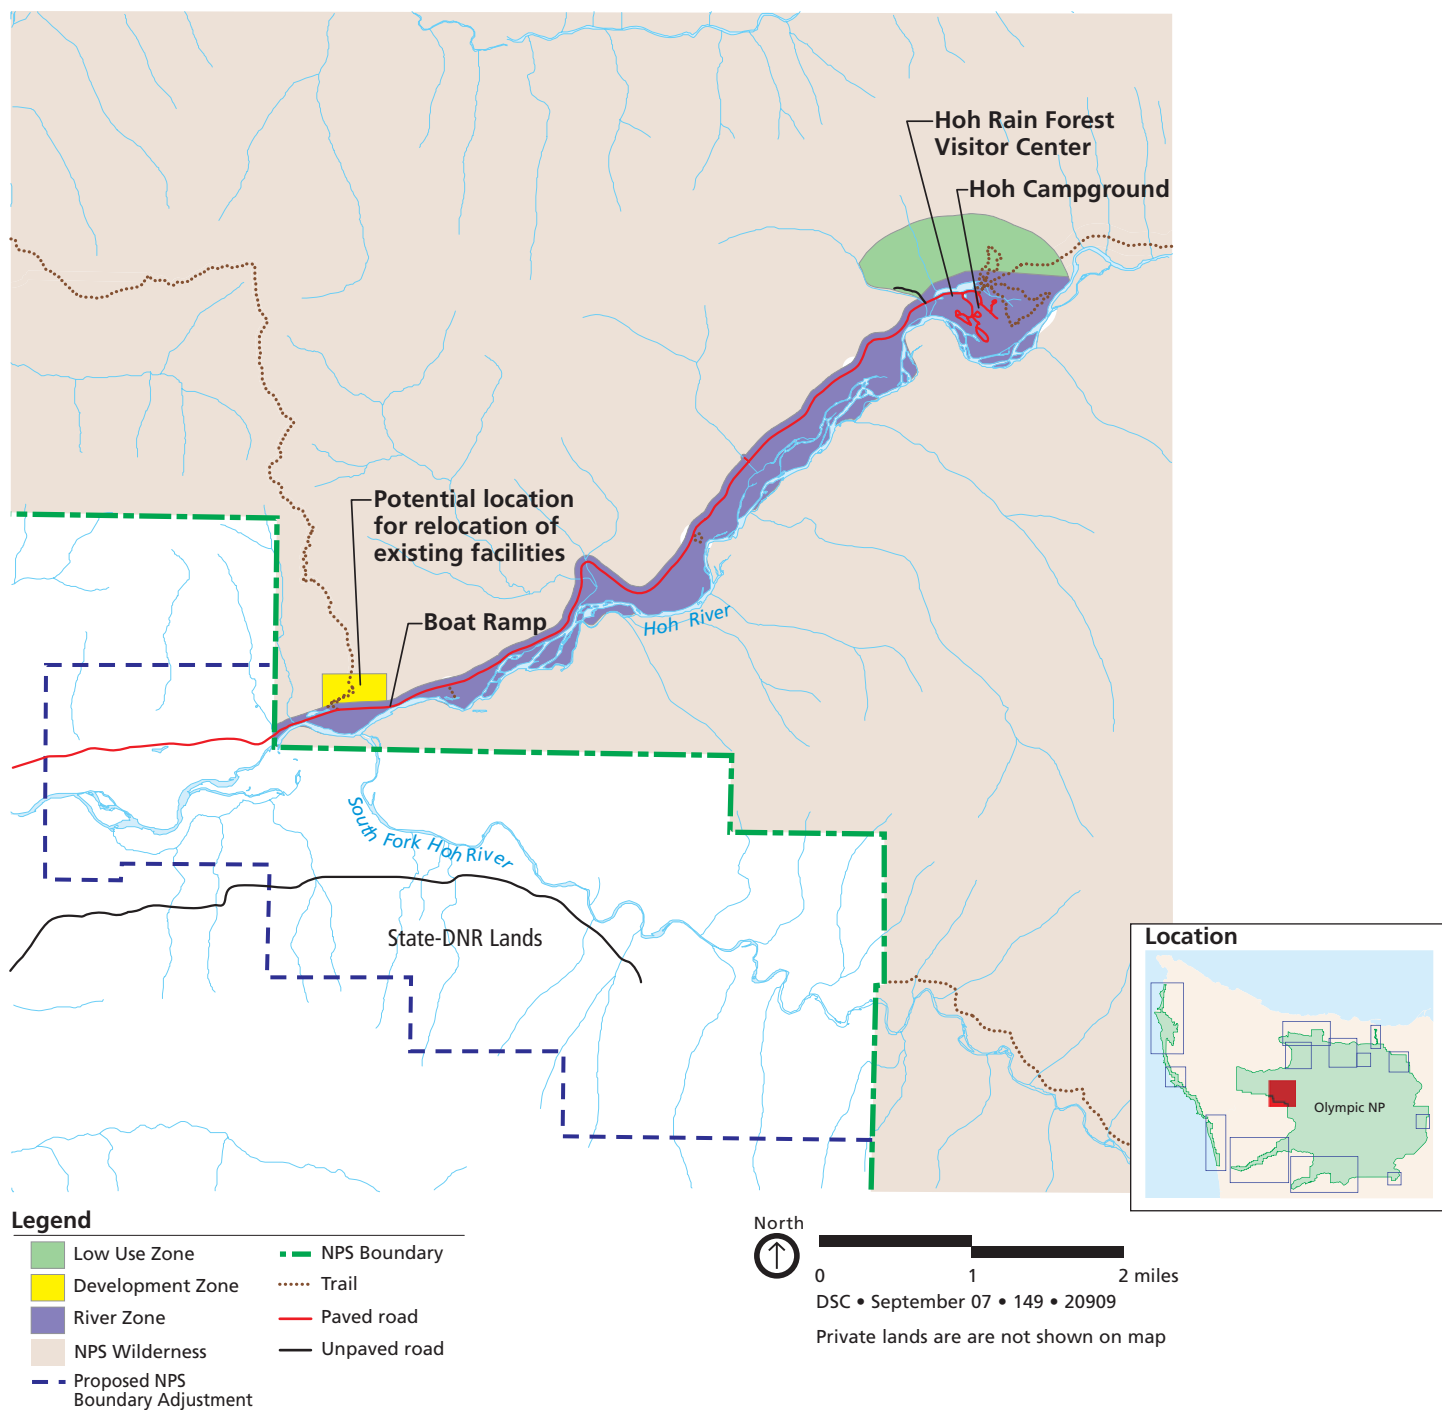 Hoh Rain Forest
Visitor Center
Hoh Campground
Potential location
for relocation of
existing facilities
Boat Ramp
Hoh River
South Fork Hoh River
State-DNR Lands
Location
Olympic NP
Legend
Low Use Zone
Development Zone
River Zone
NPS Wilderness
Proposed NPS
Boundary Adjustment
NPS Boundary
Trail
Paved road
Unpaved road
North
0 1 2 miles
DSC • September 07 • 149 • 20909
Private lands are are not shown on map